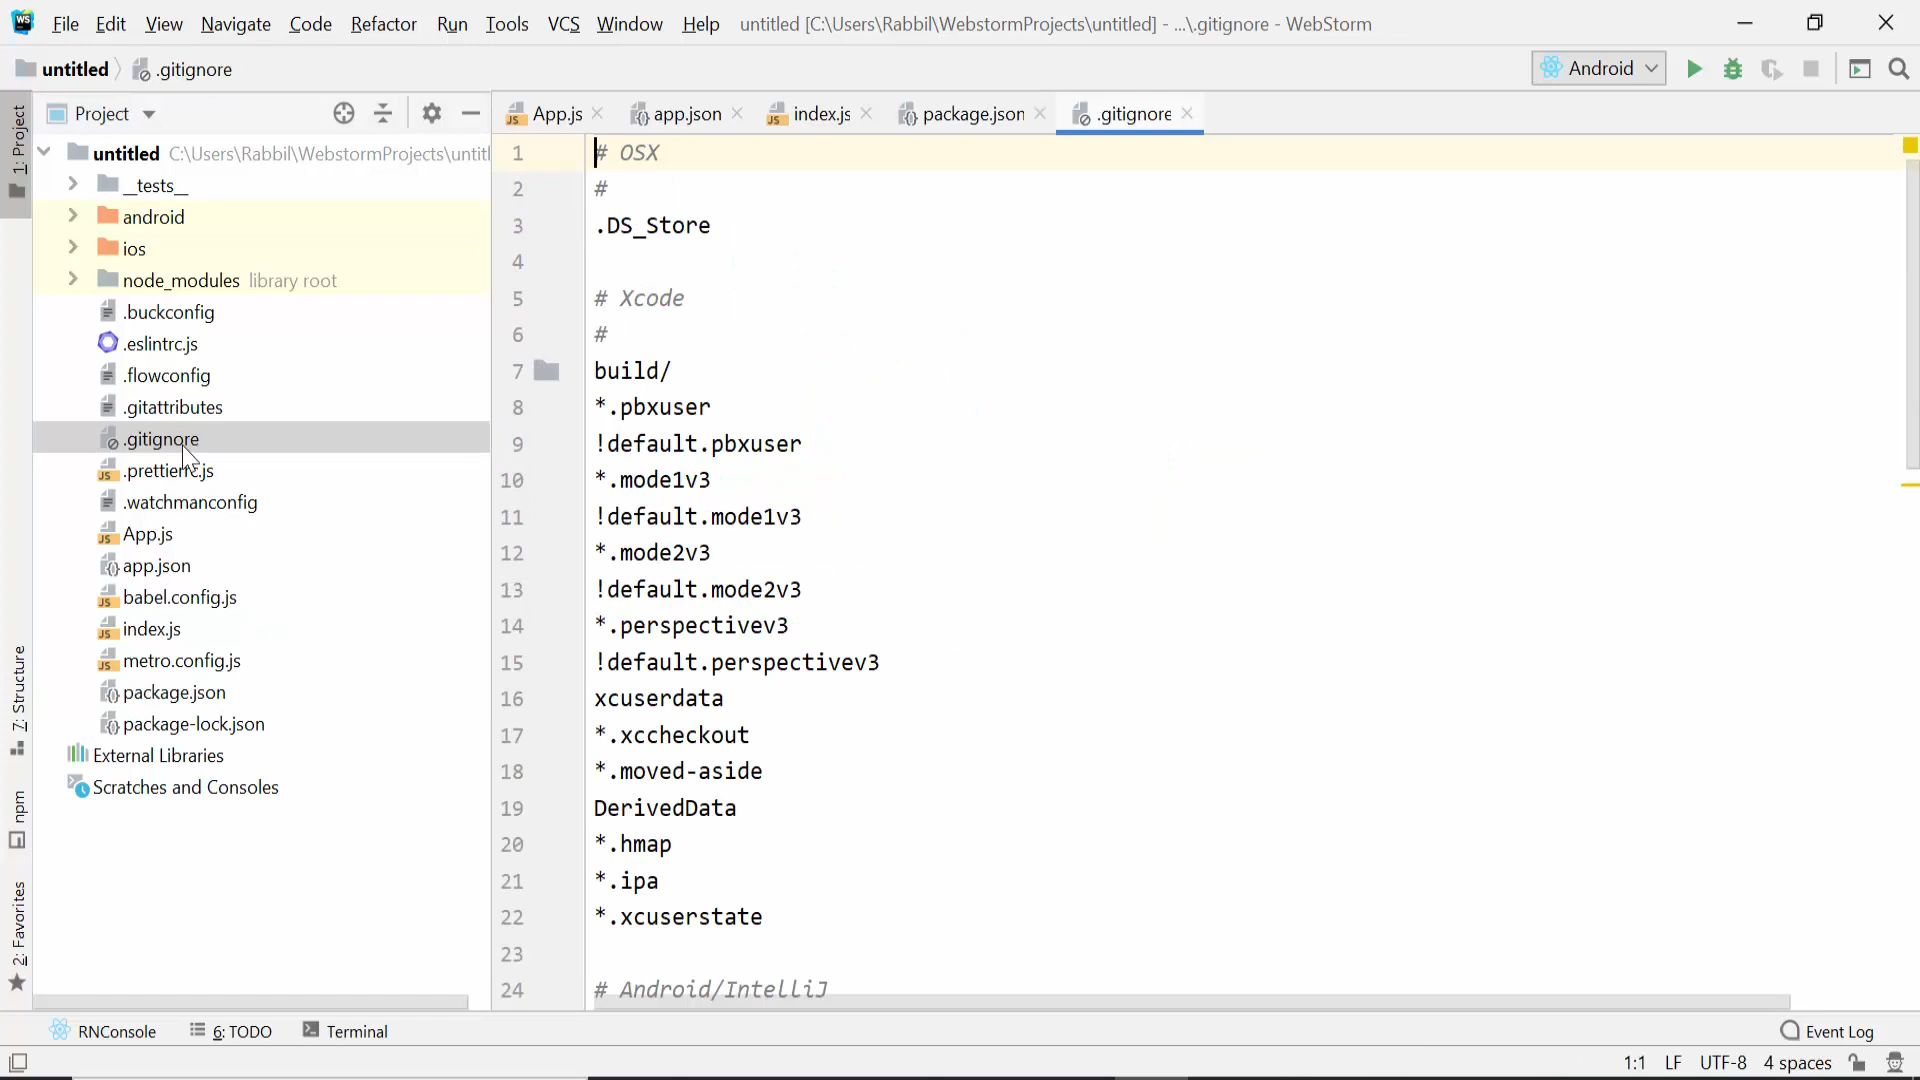 WS File Edit View Navigate Code Refactor Run Tools VCS Window Help untitled [C:\Users\Rabbil\WebstormProjects\untitled] - ...\.gitignore - WebStorm
untitled .gitignore Android
1: Project
Project
App.js app.json index.js package.json .gitignore
untitled C:\Users\Rabbil\WebstormProjects\untitl
__tests__
android
ios
node_modules library root
.buckconfig
.eslintrc.js
.flowconfig
.gitattributes
.gitignore
.prettierrc.js
.watchmanconfig
App.js
app.json
babel.config.js
index.js
metro.config.js
package.json
package-lock.json
External Libraries
Scratches and Consoles
7: Structure
npm
2: Favorites
1 # OSX
2 #
3 .DS_Store
4
5 # Xcode
6 #
7 build/
8 *.pbxuser
9 !default.pbxuser
10 *.mode1v3
11 !default.mode1v3
12 *.mode2v3
13 !default.mode2v3
14 *.perspectivev3
15 !default.perspectivev3
16 xcuserdata
17 *.xccheckout
18 *.moved-aside
19 DerivedData
20 *.hmap
21 *.ipa
22 *.xcuserstate
23
24 # Android/IntelliJ
RNConsole 6: TODO Terminal Event Log
1:1 LF UTF-8 4 spaces